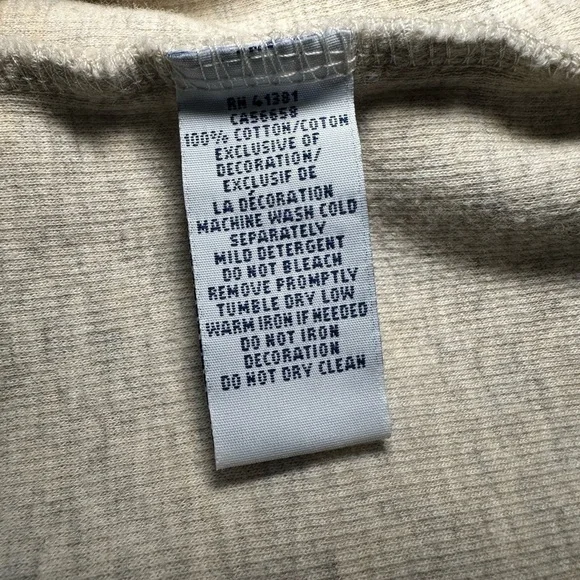 RN 41381
CA56658
100% COTTON/COTON
EXCLUSIVE OF
DECORATION/
EXCLUSIF DE
LA DÉCORATION
MACHINE WASH COLD
SEPARATELY
MILD DETERGENT
DO NOT BLEACH
REMOVE PROMPTLY
TUMBLE DRY LOW
WARM IRON IF NEEDED
DO NOT IRON
DECORATION
DO NOT DRY CLEAN